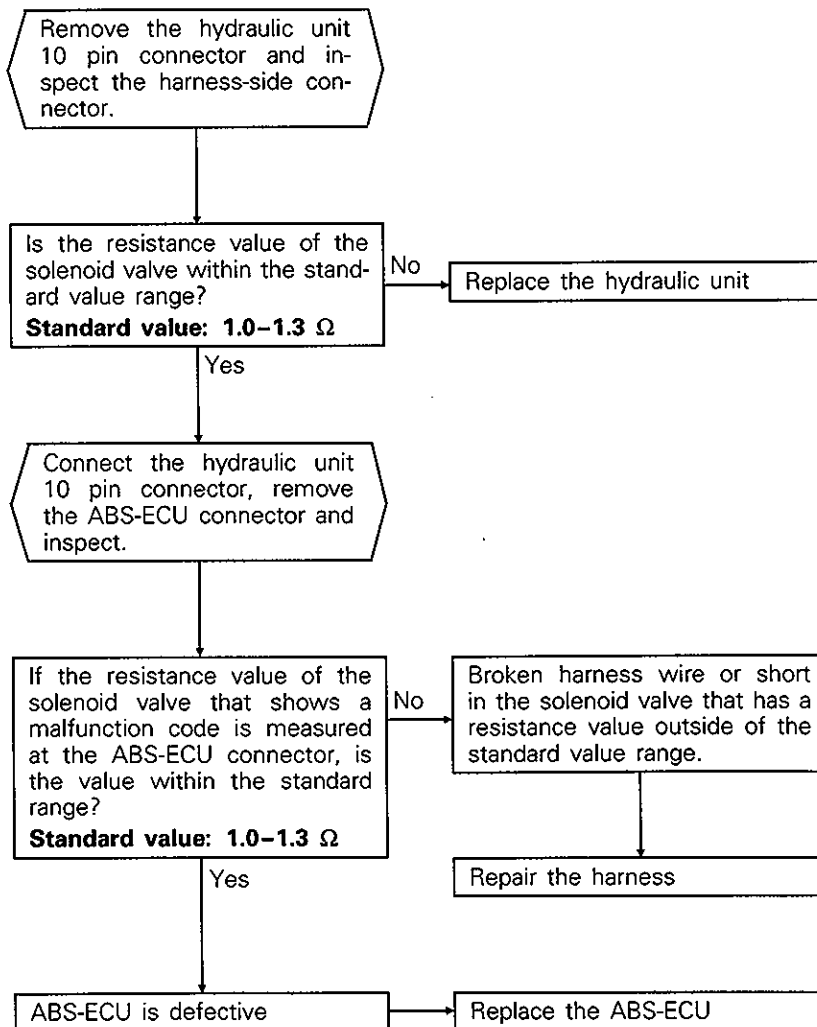 Remove the hydraulic unit
10 pin connector and in-
spect the harness-side con-
nector.
Is the resistance value of the
solenoid valve within the stand-
ard value range?
Standard value: 1.0–1.3 Ω
No
Replace the hydraulic unit
Yes
Connect the hydraulic unit
10 pin connector, remove
the ABS-ECU connector and
inspect.
If the resistance value of the
solenoid valve that shows a
malfunction code is measured
at the ABS-ECU connector, is
the value within the standard
range?
Standard value: 1.0–1.3 Ω
No
Broken harness wire or short
in the solenoid valve that has a
resistance value outside of the
standard value range.
Repair the harness
Yes
ABS-ECU is defective
Replace the ABS-ECU